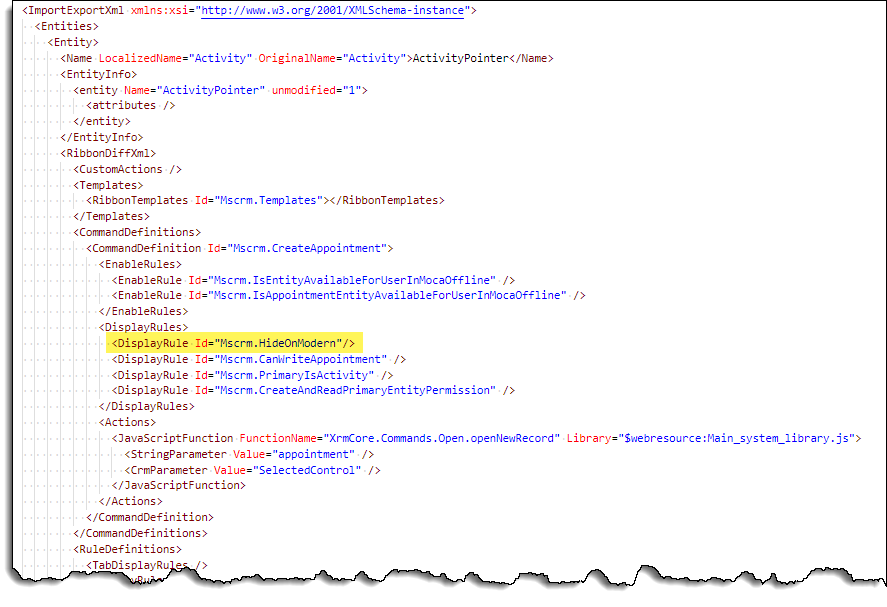 <ImportExportXml xmlns:xsi="http://www.w3.org/2001/XMLSchema-instance">
<Entities>
<Entity>
<Name LocalizedName="Activity" OriginalName="Activity">ActivityPointer</Name>
<EntityInfo>
<entity Name="ActivityPointer" unmodified="1">
<attributes />
</entity>
</EntityInfo>
<RibbonDiffXml>
<CustomActions />
<Templates>
<RibbonTemplates Id="Mscrm.Templates"></RibbonTemplates>
</Templates>
<CommandDefinitions>
<CommandDefinition Id="Mscrm.CreateAppointment">
<EnableRules>
<EnableRule Id="Mscrm.IsEntityAvailableForUserInMocaOffline" />
<EnableRule Id="Mscrm.IsAppointmentEntityAvailableForUserInMocaOffline" />
</EnableRules>
<DisplayRules>
<DisplayRule Id="Mscrm.HideOnModern"/>
<DisplayRule Id="Mscrm.CanWriteAppointment" />
<DisplayRule Id="Mscrm.PrimaryIsActivity" />
<DisplayRule Id="Mscrm.CreateAndReadPrimaryEntityPermission" />
</DisplayRules>
<Actions>
<JavaScriptFunction FunctionName="XrmCore.Commands.Open.openNewRecord" Library="$webresource:Main_system_library.js">
<StringParameter Value="appointment" />
<CrmParameter Value="SelectedControl" />
</JavaScriptFunction>
</Actions>
</CommandDefinition>
</CommandDefinitions>
<RuleDefinitions>
<TabDisplayRules />